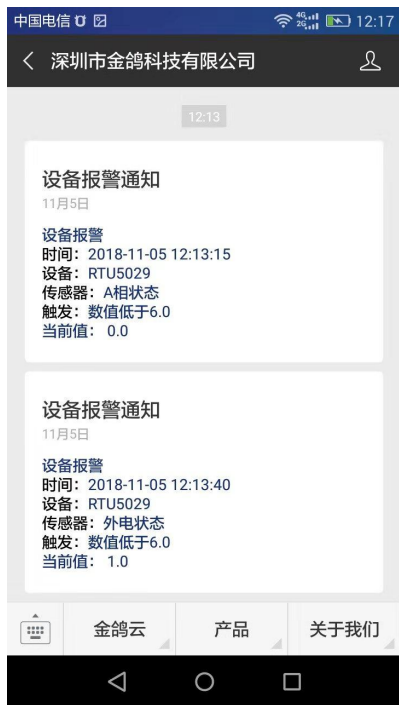 中国电信 4G 2G 12:17
深圳市金鸽科技有限公司
12:13
设备报警通知
11月5日
设备报警
时间：2018-11-05 12:13:15
设备：RTU5029
传感器：A相状态
触发：数值低于6.0
当前值： 0.0
设备报警通知
11月5日
设备报警
时间：2018-11-05 12:13:40
设备：RTU5029
传感器：外电状态
触发：数值低于6.0
当前值： 1.0
金鸽云 产品 关于我们